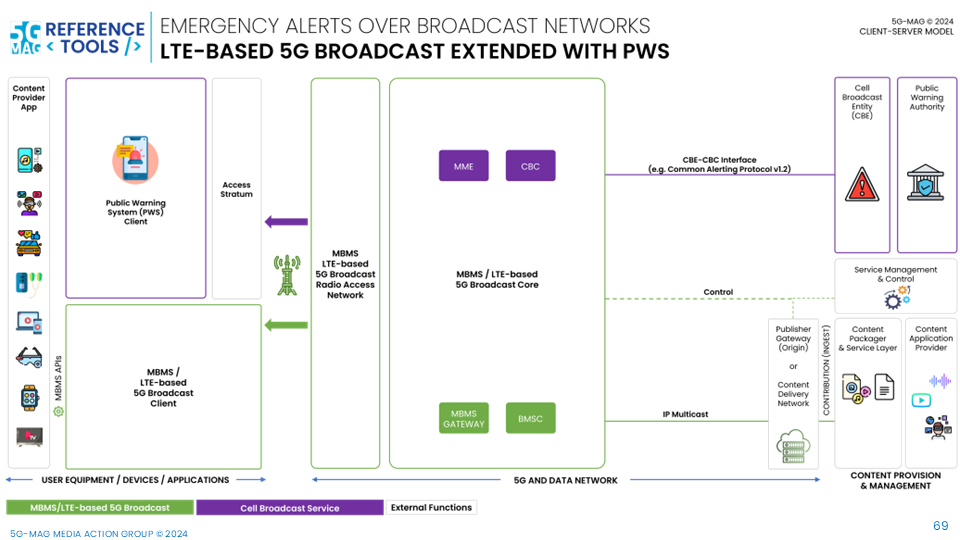 5G MAG REFERENCE
< TOOLS />
EMERGENCY ALERTS OVER BROADCAST NETWORKS
LTE-BASED 5G BROADCAST EXTENDED WITH PWS
5G-MAG © 2024
CLIENT-SERVER MODEL
Content
Provider
App
Public Warning
System (PWS)
Client
Access
Stratum
MBMS /
LTE-based
5G Broadcast
Client
MBMS APIs
MBMS
LTE-based
5G Broadcast
Radio Access
Network
MME
CBC
MBMS / LTE-based
5G Broadcast Core
MBMS
GATEWAY
BMSC
CBE-CBC Interface
(e.g. Common Alerting Protocol v1.2)
Control
IP Multicast
Cell
Broadcast
Entity
(CBE)
Public
Warning
Authority
Service Management
& Control
Publisher
Gateway
(Origin)
or
Content
Delivery
Network
CONTRIBUTION (INGEST)
Content
Packager
& Service Layer
Content
Application
Provider
TV
USER EQUIPMENT / DEVICES / APPLICATIONS
5G AND DATA NETWORK
CONTENT PROVISION
& MANAGEMENT
MBMS/LTE-based 5G Broadcast
Cell Broadcast Service
External Functions
5G-MAG MEDIA ACTION GROUP © 2024
69